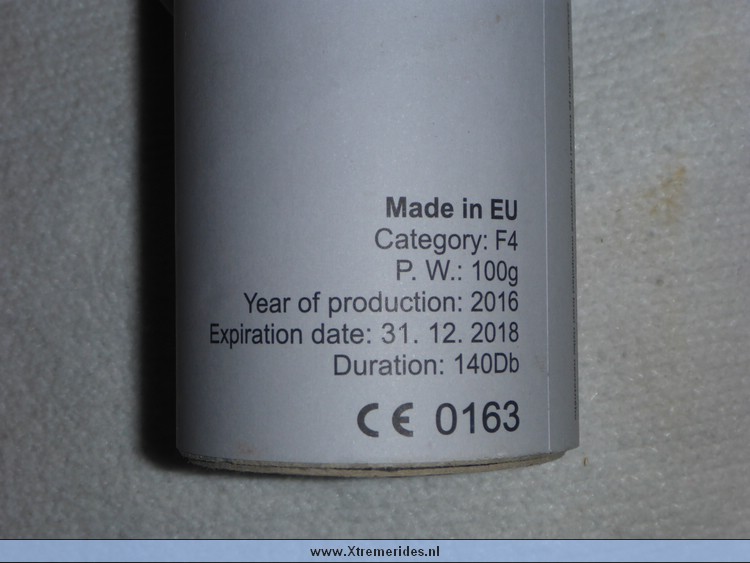 Made in EU
Category: F4
P. W.: 100g
Year of production: 2016
Expiration date: 31. 12. 2018
Duration: 140Db
CE 0163
www.Xtremerides.nl